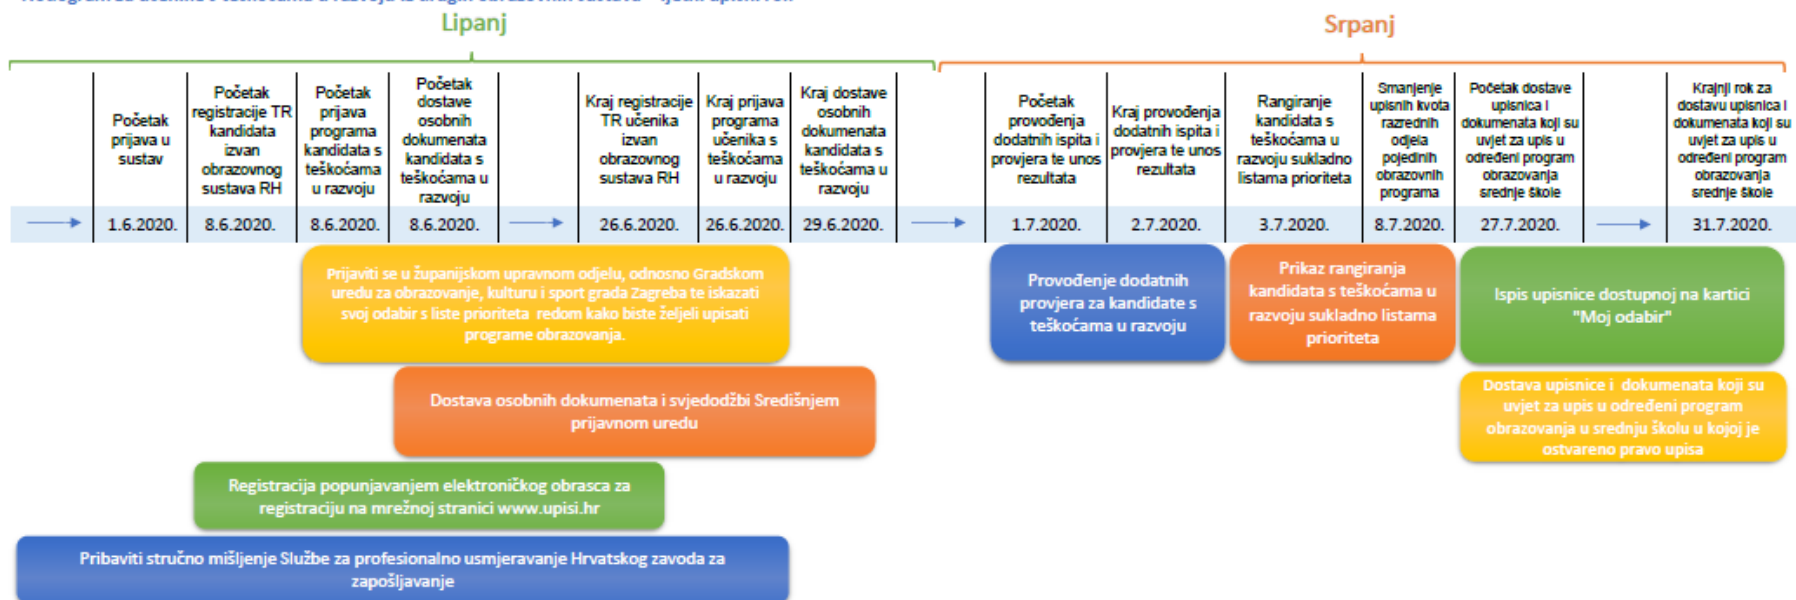 Lipanj
Srpanj
Početak
prijava u
sustav
Početak
registracije TR
kandidata
izvan
obrazovnog
sustava RH
Početak
prijava
programa
kandidata s
teškoćama
u razvoju
Početak
dostave
osobnih
dokumenata
kandidata s
teškoćama u
razvoju
Kraj registracije
TR učenika
izvan
obrazovnog
sustava RH
Kraj prijava
programa
učenika s
teškoćama
u razvoju
Kraj dostave
osobnih
dokumenata
kandidata s
teškoćama u
razvoju
Početak
provođenja
dodatnih ispita i
provjera te unos
rezultata
Kraj provođenja
dodatnih ispita i
provjera te unos
rezultata
Rangiranje
kandidata s
teškoćama u
razvoju sukladno
listama prioriteta
Smanjenje
upisnih kvota
razrednih
odjela
pojedinih
obrazovnih
programa
Početak dostave
upisnica i
dokumenata koji su
uvjet za upis u
određeni program
obrazovanja
srednje škole
Krajnji rok za
dostavu upisnica i
dokumenata koji su
uvjet za upis u
određeni program
obrazovanja
srednje škole
1.6.2020. 8.6.2020. 8.6.2020. 8.6.2020. 26.6.2020. 26.6.2020. 29.6.2020. 1.7.2020. 2.7.2020. 3.7.2020. 8.7.2020. 27.7.2020. 31.7.2020.
Prijaviti se u županijskom upravnom odjelu, odnosno Gradskom
uredu za obrazovanje, kulturu i sport grada Zagreba te iskazati
svoj odabir s liste prioriteta redom kako biste željeli upisati
programe obrazovanja.
Provođenje dodatnih
provjera za kandidate s
teškoćama u razvoju
Prikaz rangiranja
kandidata s teškoćama u
razvoju sukladno listama
prioriteta
Ispis upisnice dostupnoj na kartici
"Moj odabir"
Dostava osobnih dokumenata i svjedodžbi Središnjem
prijavnom uredu
Dostava upisnice i dokumenata koji su
uvjet za upis u određeni program
obrazovanja u srednju školu u kojoj je
ostvareno pravo upisa
Registracija popunjavanjem elektroničkog obrasca za
registraciju na mrežnoj stranici www.upisi.hr
Pribaviti stručno mišljenje Službe za profesionalno usmjeravanje Hrvatskog zavoda za
zapošljavanje